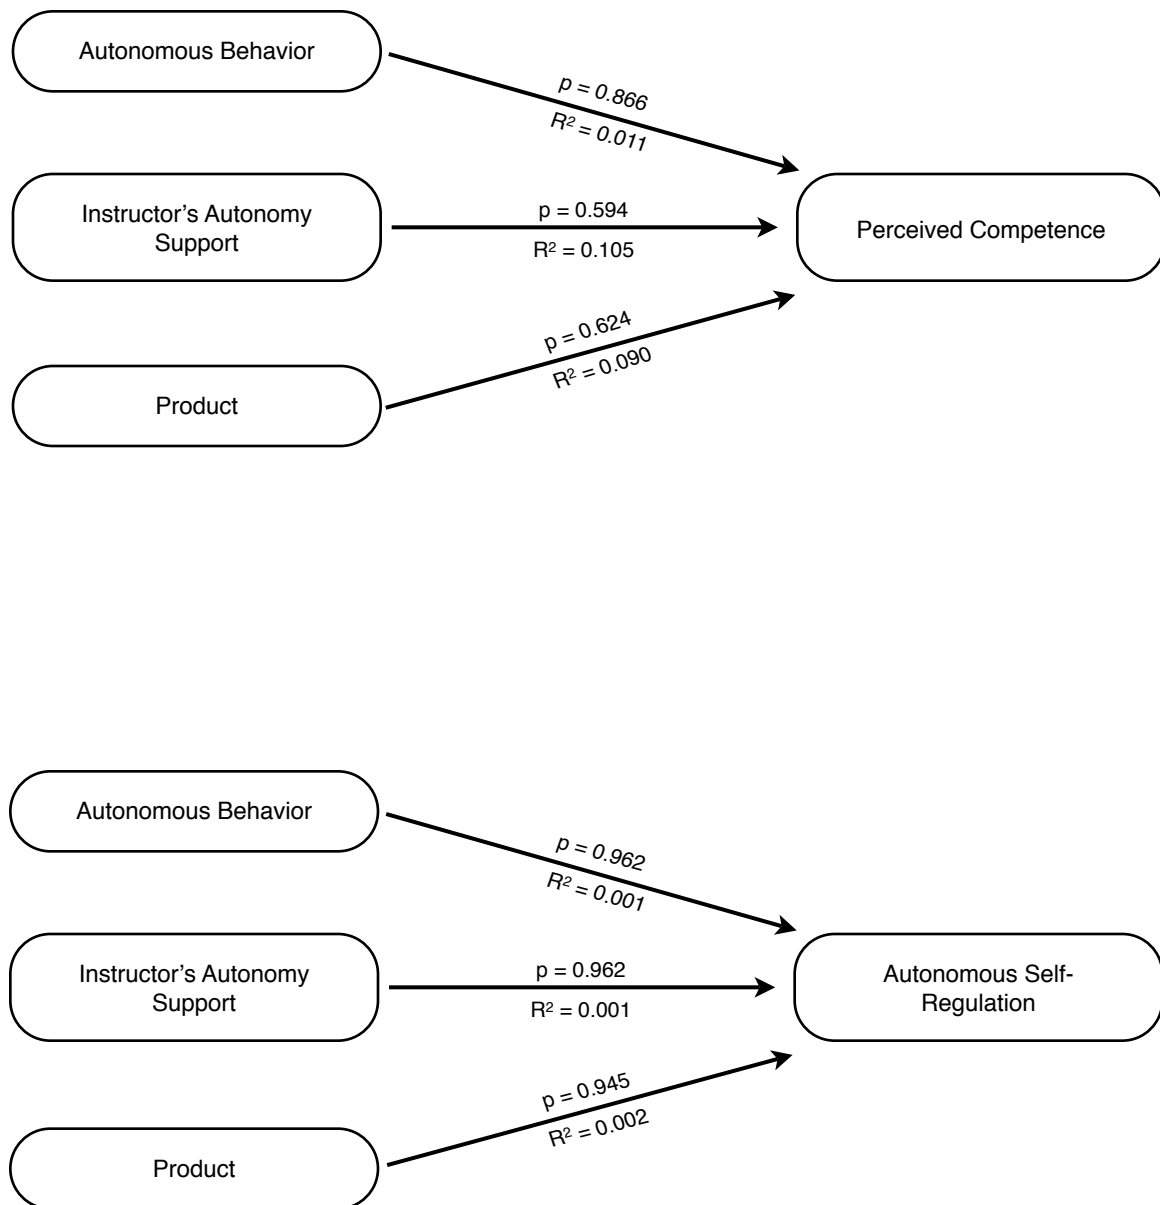 Autonomous Behavior
p = 0.866
R² = 0.011
Instructor’s Autonomy
Support
p = 0.594
R² = 0.105
Perceived Competence
p = 0.624
R² = 0.090
Product
Autonomous Behavior
p = 0.962
R² = 0.001
Instructor’s Autonomy
Support
p = 0.962
R² = 0.001
Autonomous Self-
Regulation
p = 0.945
R² = 0.002
Product